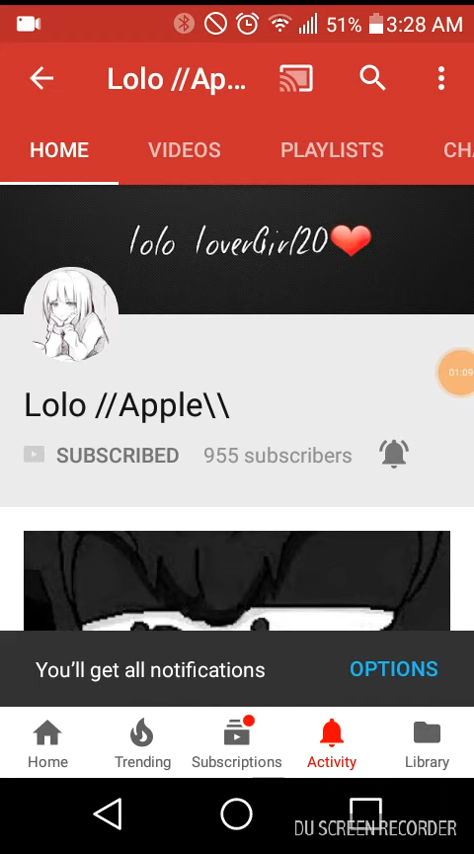 51% 3:28 AM
Lolo //Ap...
HOME VIDEOS PLAYLISTS CHA
lolo loverGirl20❤️
01:09
Lolo //Apple\\
SUBSCRIBED 955 subscribers
You'll get all notifications OPTIONS
Home Trending Subscriptions Activity Library
DU SCREEN RECORDER